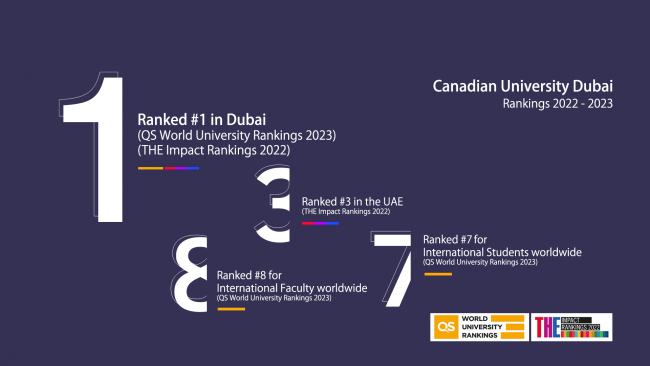 Canadian University Dubai
Rankings 2022 - 2023
1
Ranked #1 in Dubai
(QS World University Rankings 2023)
(THE Impact Rankings 2022)
3
Ranked #3 in the UAE
(THE Impact Rankings 2022)
8
Ranked #8 for
International Faculty worldwide
(QS World University Rankings 2023)
7
Ranked #7 for
International Students worldwide
(QS World University Rankings 2023)
QS
WORLD
UNIVERSITY
RANKINGS
THE
IMPACT
RANKINGS 2022